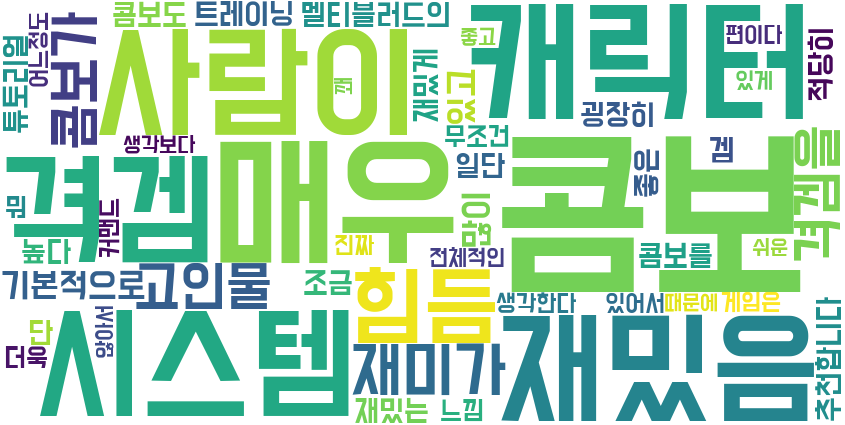 콤보도 트레이닝 멜티블러드의
튜토리얼
어느정도
콤보가
사람이
깨
재밌게
좋고
있고
캐릭터
편이다
있게
적당히
굉장히
무조건
생각보다
격겜
매우
일단
많이
콤보
좋은
겜
격겜을
뭐
높다
커맨드
진짜
전체적인
콤보를
쉬운
기본적으로
고인물
조금
힘든
생각한다
있어서
때문에
게임은
단
더욱
않아서
시스템
재미가
재밌음
추천합니다
재밌는
느낌